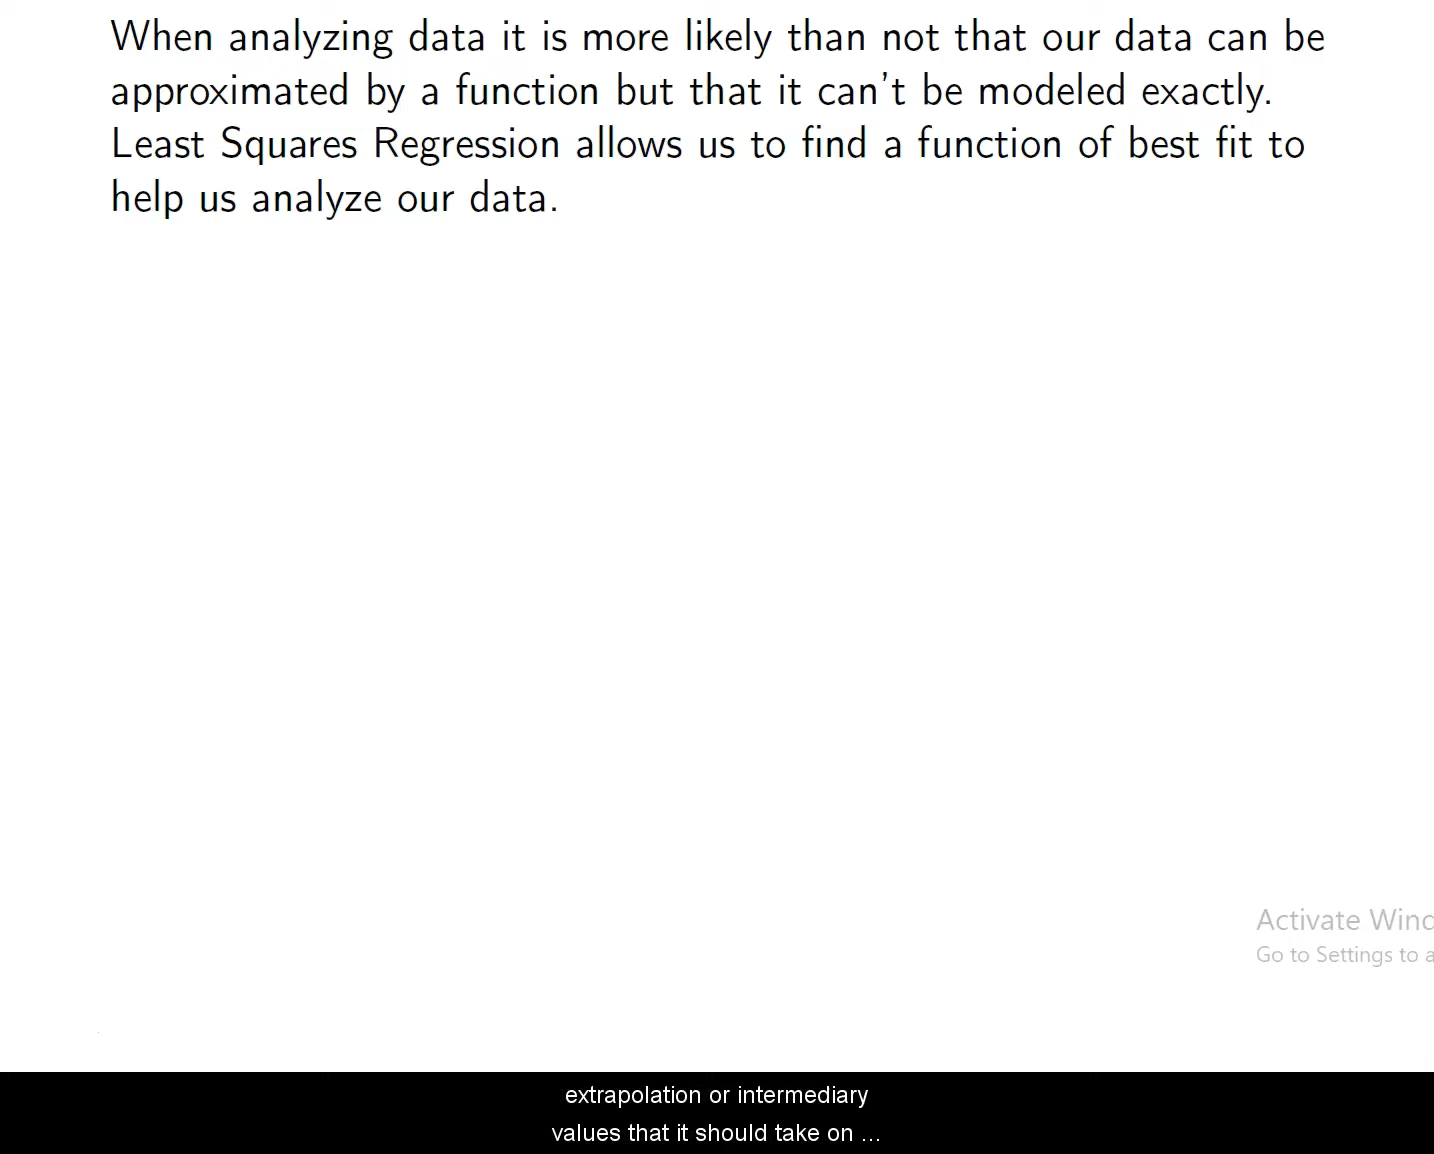 When analyzing data it is more likely than not that our data can be
approximated by a function but that it can't be modeled exactly.
Least Squares Regression allows us to find a function of best fit to
help us analyze our data.
Activate Wind
Go to Settings to a
extrapolation or intermediary
values that it should take on ...